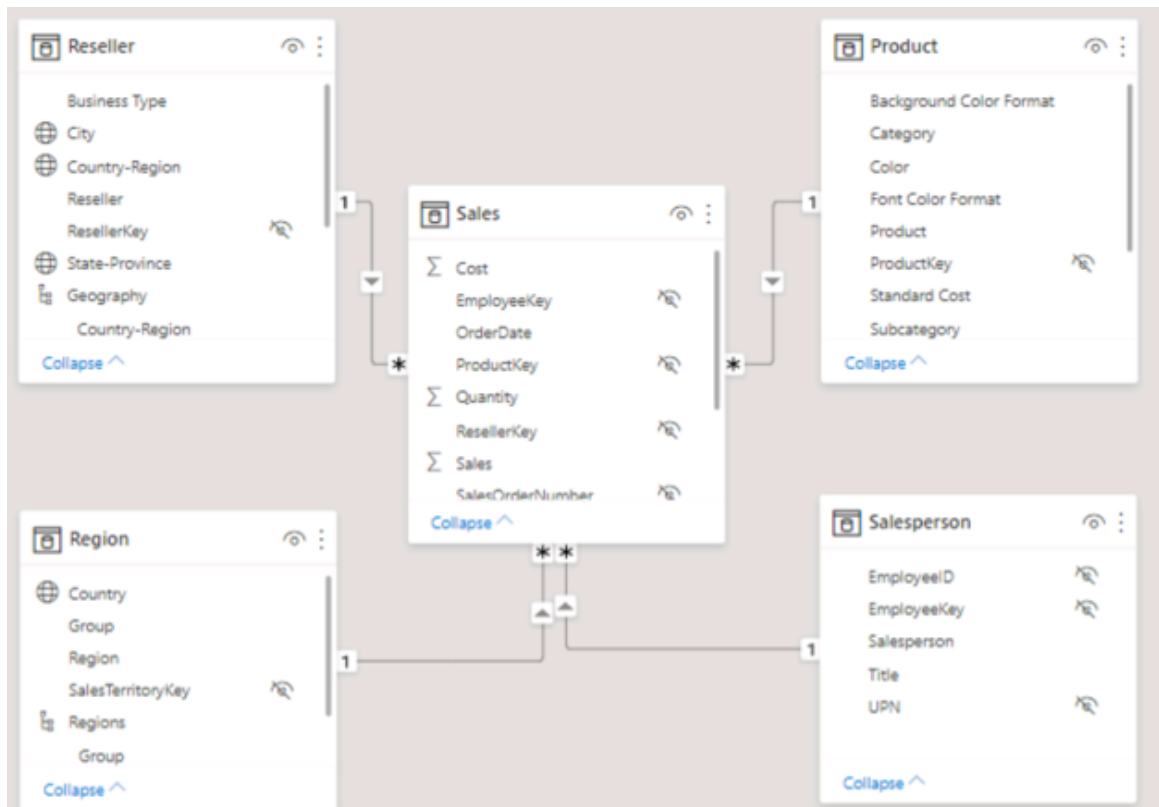 Reseller
Business Type
City
Country-Region
Reseller
ResellerKey
State-Province
Geography
Country-Region
Collapse
1
*
Sales
Cost
EmployeeKey
OrderDate
ProductKey
Quantity
ResellerKey
Sales
SalesOrderNumber
Collapse
* *
Product
Background Color Format
Category
Color
Font Color Format
Product
ProductKey
Standard Cost
Subcategory
Collapse
1
*
Region
Country
Group
Region
SalesTerritoryKey
Regions
Group
Collapse
1
Salesperson
EmployeeID
EmployeeKey
Salesperson
Title
UPN
Collapse
1